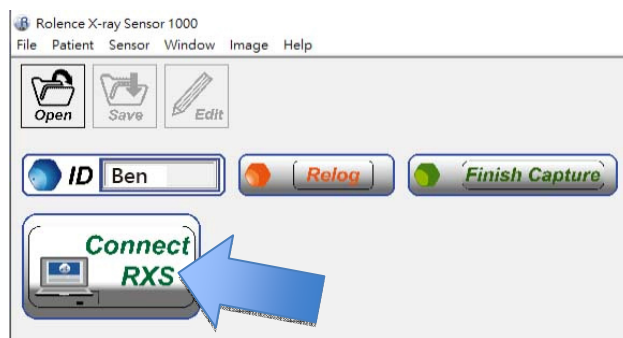 Rolence X-ray Sensor 1000
File Patient Sensor Window Image Help
Open Save Edit
ID Ben Relog Finish Capture
Connect
RXS